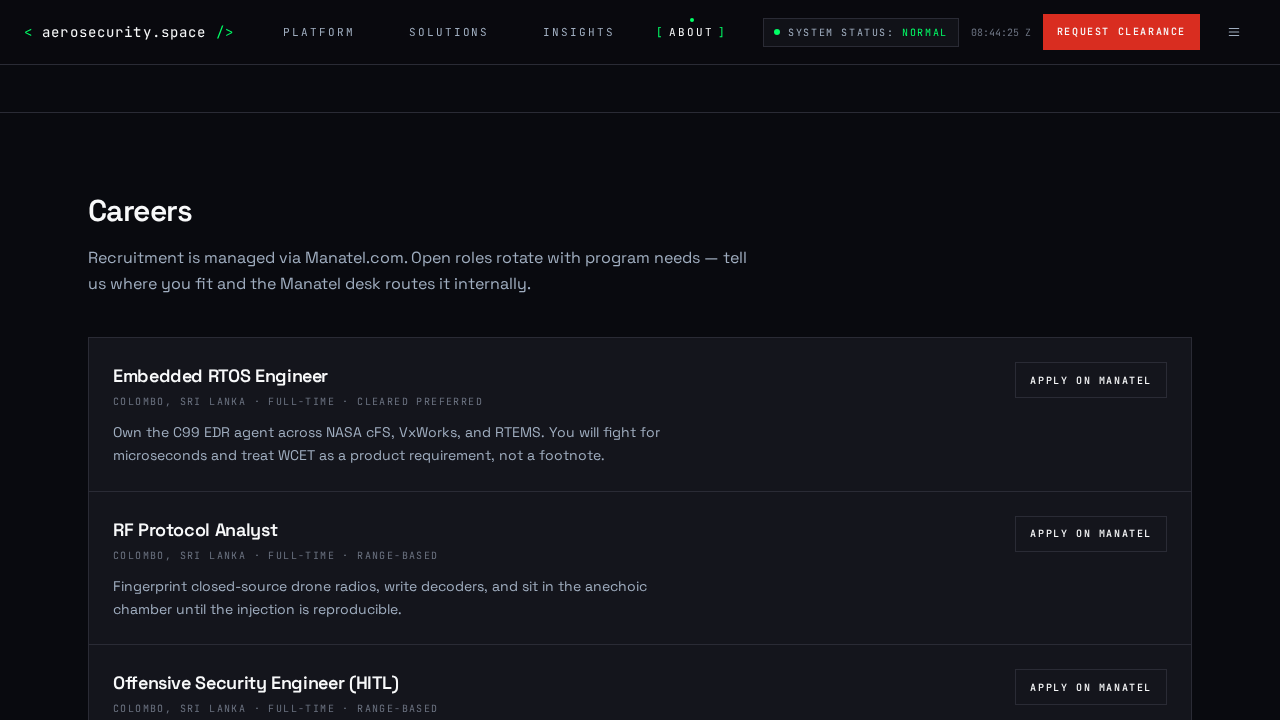 < aerosecurity.space />
PLATFORM
SOLUTIONS
INSIGHTS
[ ABOUT ]
SYSTEM STATUS: NORMAL
08:44:25 Z
REQUEST CLEARANCE
Careers
Recruitment is managed via Manatel.com. Open roles rotate with program needs — tell
us where you fit and the Manatel desk routes it internally.
Embedded RTOS Engineer
APPLY ON MANATEL
COLOMBO, SRI LANKA · FULL-TIME · CLEARED PREFERRED
Own the C99 EDR agent across NASA cFS, VxWorks, and RTEMS. You will fight for
microseconds and treat WCET as a product requirement, not a footnote.
RF Protocol Analyst
APPLY ON MANATEL
COLOMBO, SRI LANKA · FULL-TIME · RANGE-BASED
Fingerprint closed-source drone radios, write decoders, and sit in the anechoic
chamber until the injection is reproducible.
Offensive Security Engineer (HITL)
APPLY ON MANATEL
COLOMBO, SRI LANKA · FULL-TIME · RANGE-BASED